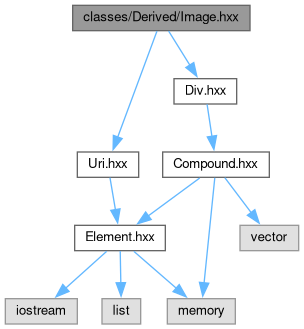 classes/Derived/Image.hxx
Div.hxx
Uri.hxx
Compound.hxx
Element.hxx
vector
iostream
list
memory